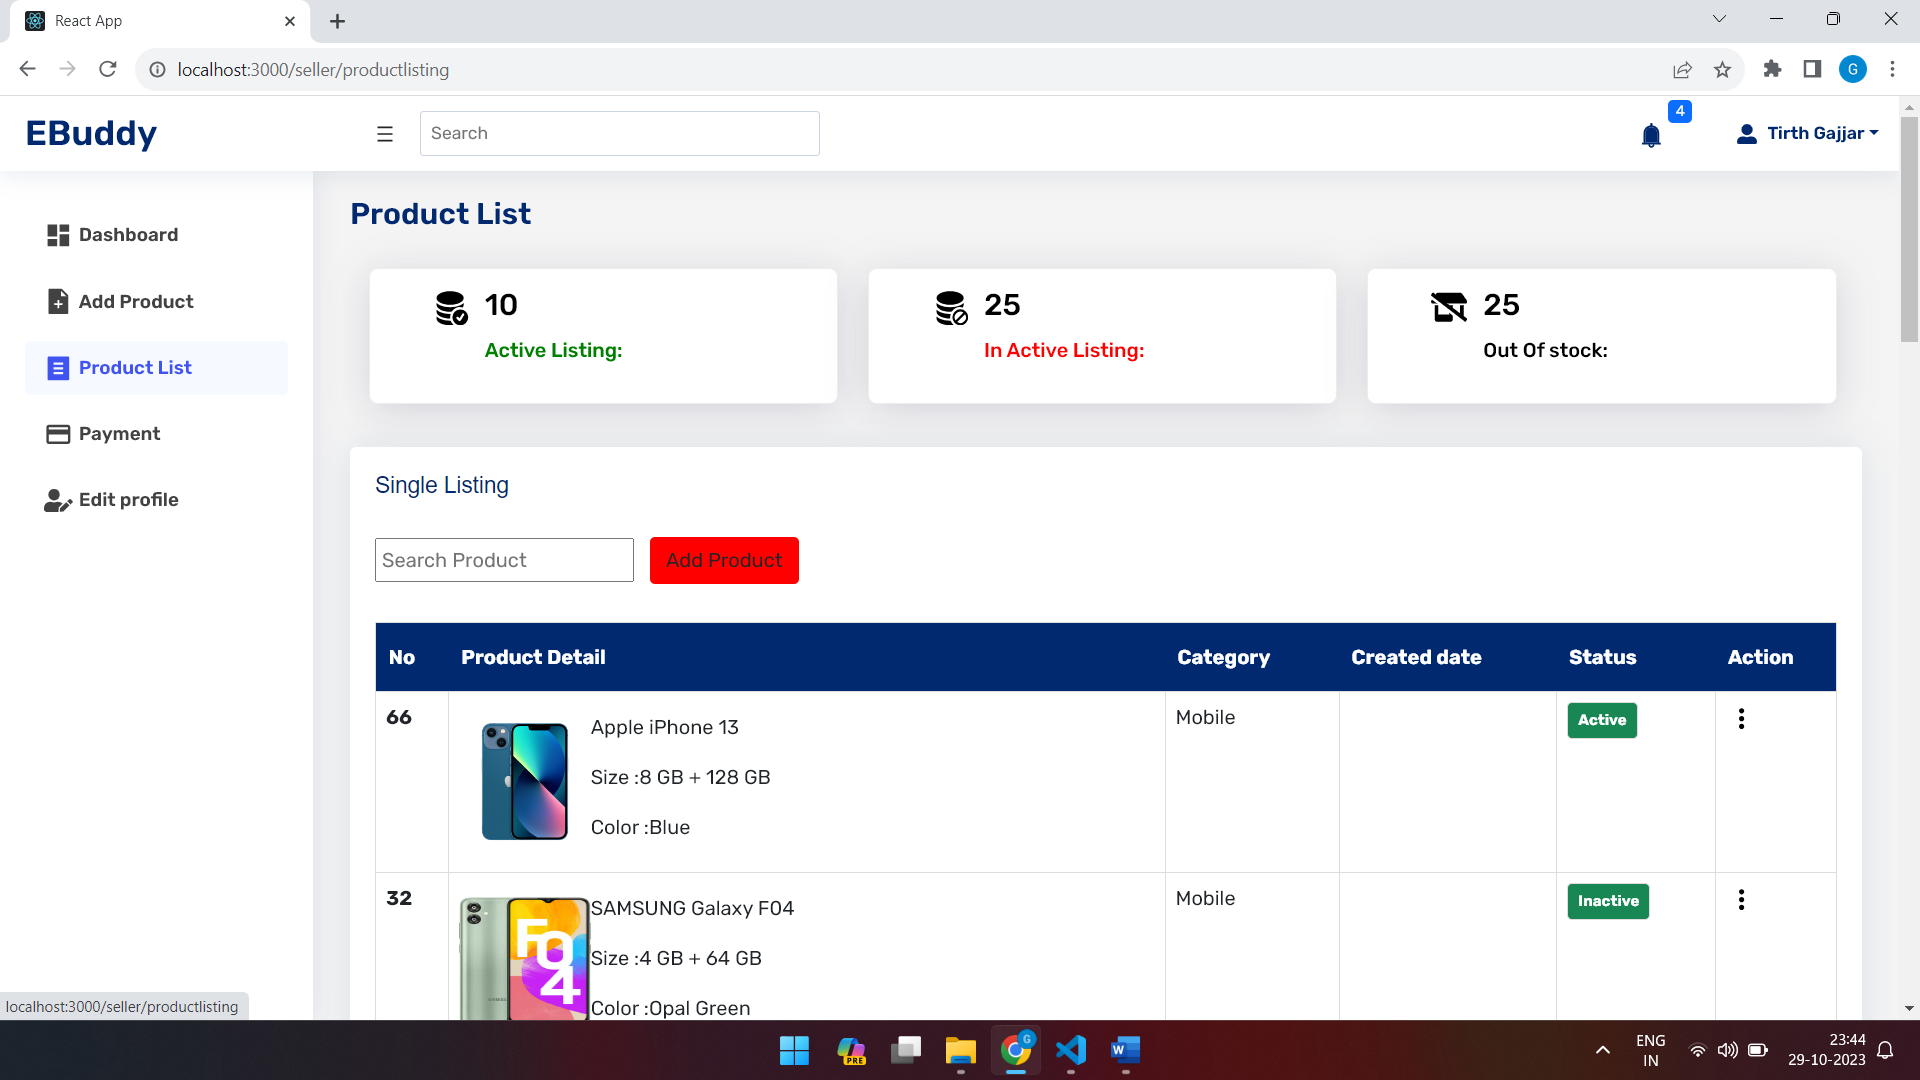 React App
localhost:3000/seller/productlisting
G
EBuddy
Search
4
Tirth Gajjar
Dashboard
Add Product
Product List
Payment
Edit profile
Product List
10
Active Listing:
25
In Active Listing:
25
Out Of stock:
Single Listing
Search Product
Add Product
No Product Detail Category Created date Status Action
66 Apple iPhone 13 Mobile Active
Size :8 GB + 128 GB
Color :Blue
32 SAMSUNG Galaxy F04 Mobile Inactive
Size :4 GB + 64 GB
Color :Opal Green
F04
SAMSUNG
localhost:3000/seller/productlisting
PRE
G
W
ENG
IN
23:44
29-10-2023